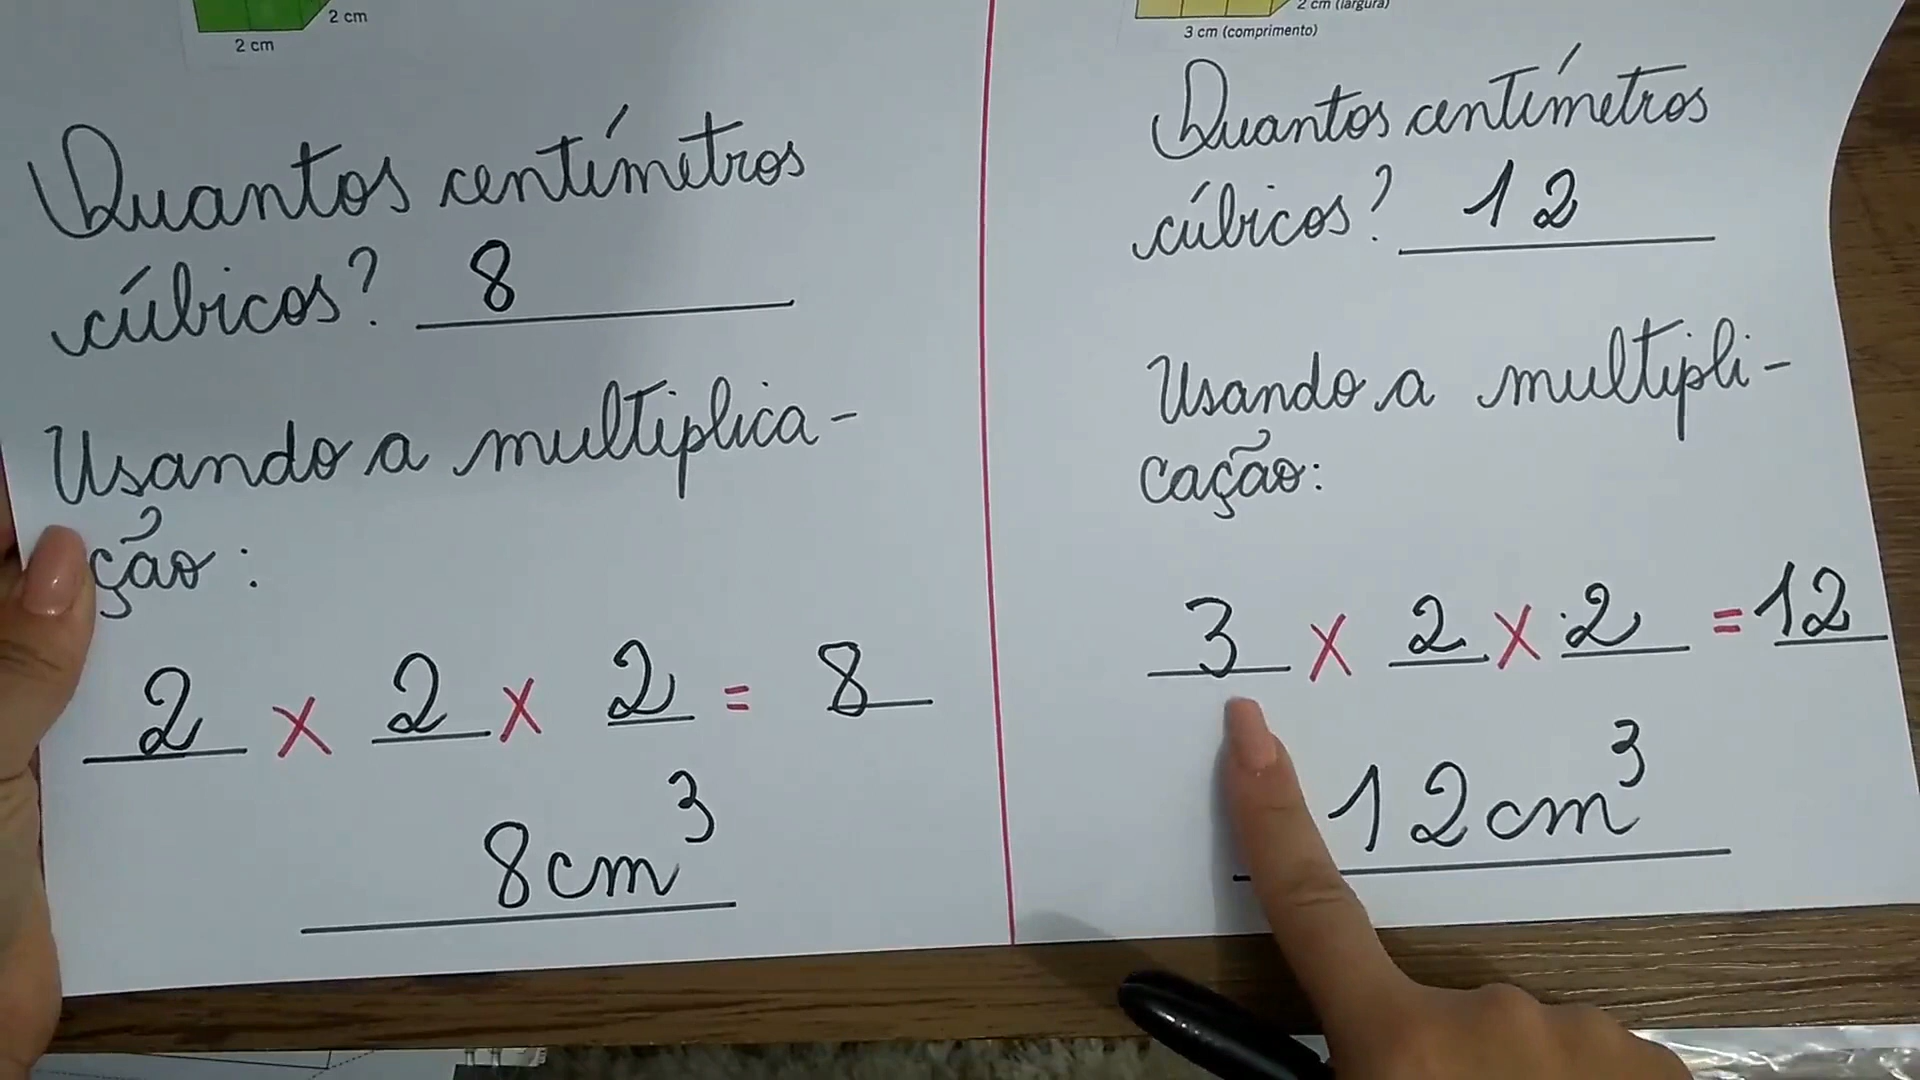 2 cm
2 cm
Quantos centímetros
cúbicos? 8
Usando a multiplica-
ção:
2 x 2 x 2 = 8
8cm³
2 cm (largura)
3 cm (comprimento)
Quantos centímetros
cúbicos? 12
Usando a multipli-
cação:
3 x 2 x 2 = 12
12cm³